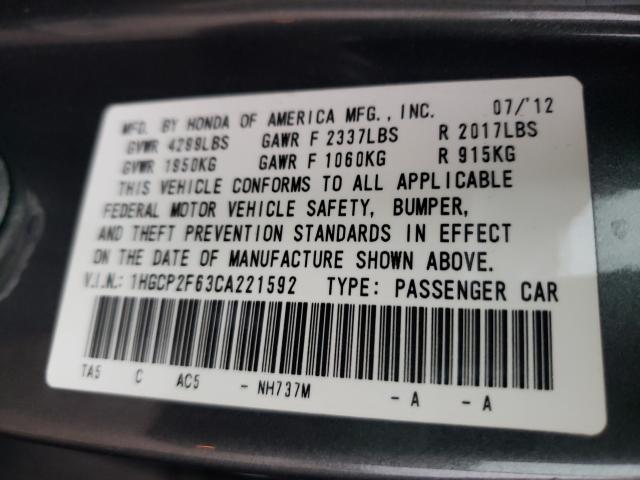 MFD. BY HONDA OF AMERICA MFG., INC. 07/'12
GVWR 4299LBS GAWR F 2337LBS R 2017LBS
GVWR 1950KG GAWR F 1060KG R 915KG
THIS VEHICLE CONFORMS TO ALL APPLICABLE
FEDERAL MOTOR VEHICLE SAFETY, BUMPER,
AND THEFT PREVENTION STANDARDS IN EFFECT
ON THE DATE OF MANUFACTURE SHOWN ABOVE.
V.I.N.: 1HGCP2F63CA221592 TYPE: PASSENGER CAR
TA5 C AC5 - NH737M - A - A